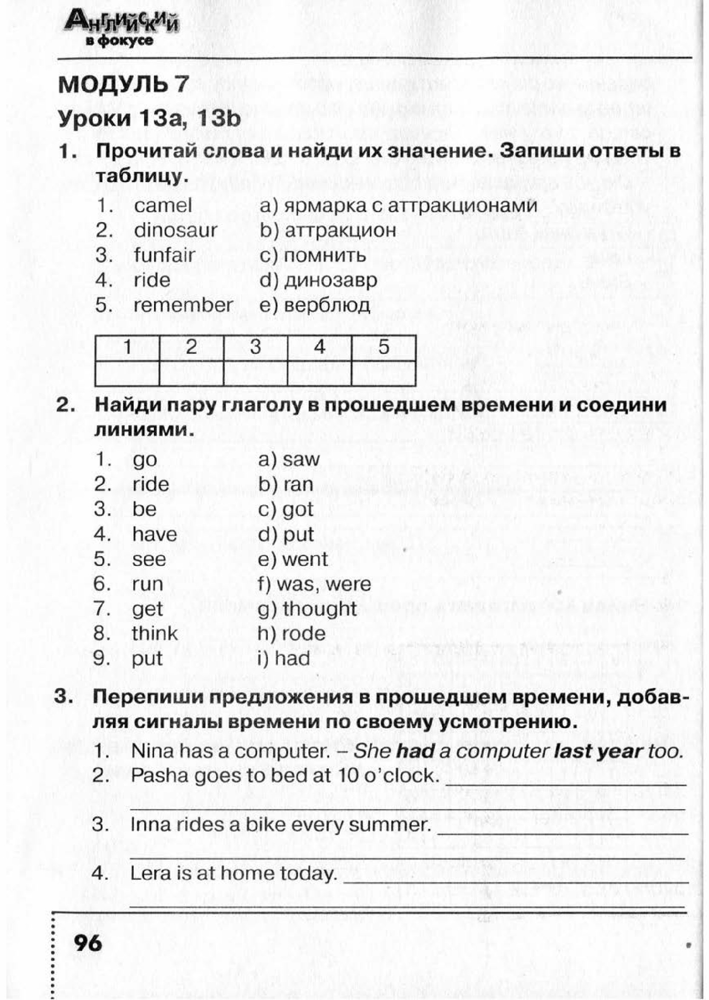 Английский
в фокусе
МОДУЛЬ 7
Уроки 13a, 13b
1. Прочитай слова и найди их значение. Запиши ответы в
таблицу.
1. camel a) ярмарка с аттракционами
2. dinosaur b) аттракцион
3. funfair c) помнить
4. ride d) динозавр
5. remember e) верблюд
1 2 3 4 5
2. Найди пару глаголу в прошедшем времени и соедини
линиями.
1. go a) saw
2. ride b) ran
3. be c) got
4. have d) put
5. see e) went
6. run f) was, were
7. get g) thought
8. think h) rode
9. put i) had
3. Перепиши предложения в прошедшем времени, добав-
ляя сигналы времени по своему усмотрению.
1. Nina has a computer. – She had a computer last year too.
2. Pasha goes to bed at 10 o'clock.
3. Inna rides a bike every summer.
4. Lera is at home today.
96